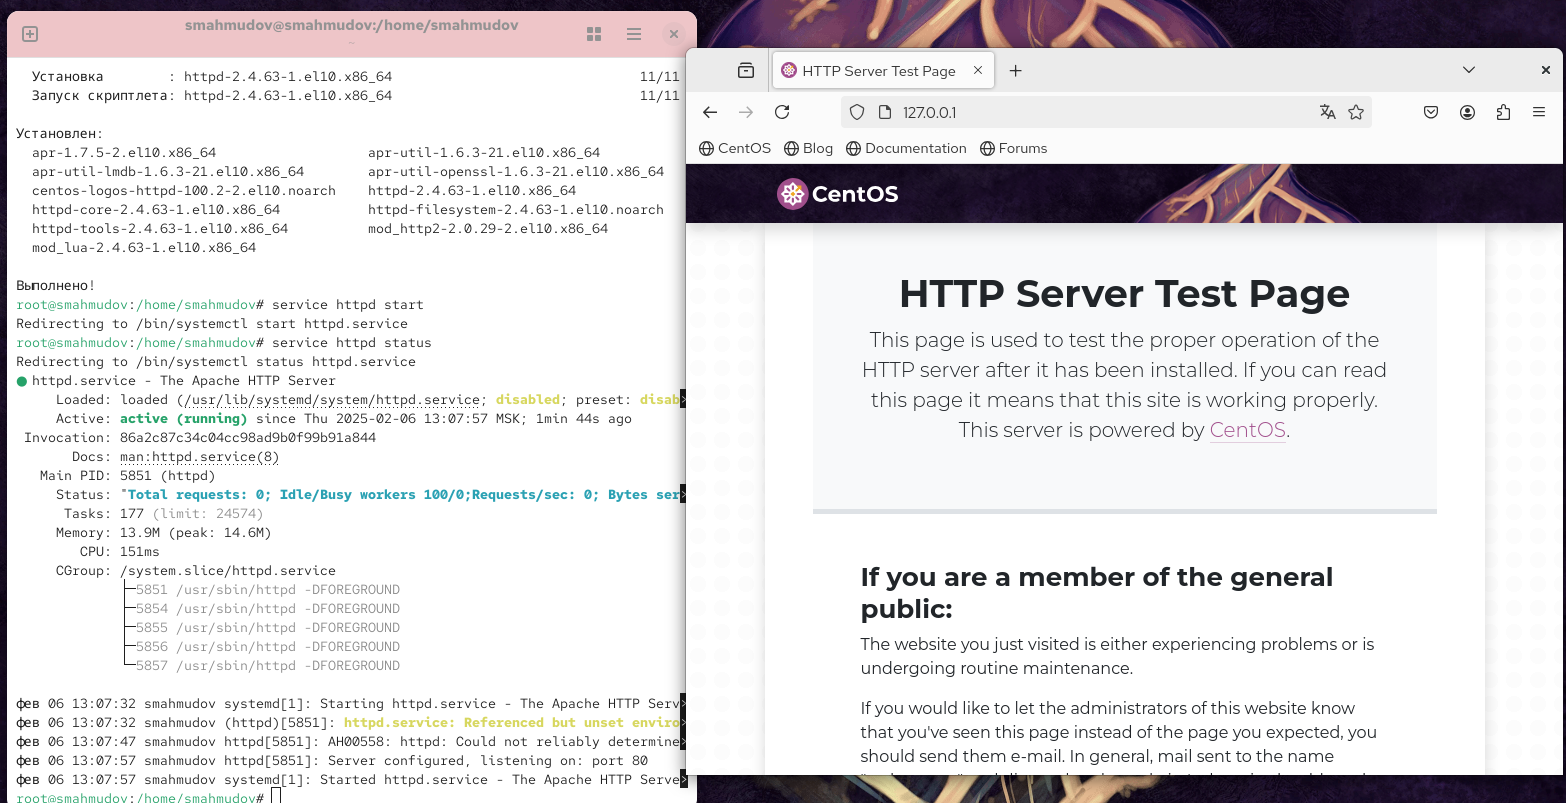 smahmudov@smahmudov:/home/smahmudov
~
Установка        : httpd-2.4.63-1.el10.x86_64                               11/11
Запуск скриптлета: httpd-2.4.63-1.el10.x86_64                               11/11
Установлен:
apr-1.7.5-2.el10.x86_64                   apr-util-1.6.3-21.el10.x86_64
apr-util-lmdb-1.6.3-21.el10.x86_64        apr-util-openssl-1.6.3-21.el10.x86_64
centos-logos-httpd-100.2-2.el10.noarch    httpd-2.4.63-1.el10.x86_64
httpd-core-2.4.63-1.el10.x86_64           httpd-filesystem-2.4.63-1.el10.noarch
httpd-tools-2.4.63-1.el10.x86_64          mod_http2-2.0.29-2.el10.x86_64
mod_lua-2.4.63-1.el10.x86_64
Выполнено!
root@smahmudov:/home/smahmudov# service httpd start
Redirecting to /bin/systemctl start httpd.service
root@smahmudov:/home/smahmudov# service httpd status
Redirecting to /bin/systemctl status httpd.service
● httpd.service - The Apache HTTP Server
Loaded: loaded (/usr/lib/systemd/system/httpd.service; disabled; preset: disab>
Active: active (running) since Thu 2025-02-06 13:07:57 MSK; 1min 44s ago
Invocation: 86a2c87c34c04cc98ad9b0f99b91a844
Docs: man:httpd.service(8)
Main PID: 5851 (httpd)
Status: "Total requests: 0; Idle/Busy workers 100/0;Requests/sec: 0; Bytes ser>
Tasks: 177 (limit: 24574)
Memory: 13.9M (peak: 14.6M)
CPU: 151ms
CGroup: /system.slice/httpd.service
├─5851 /usr/sbin/httpd -DFOREGROUND
├─5854 /usr/sbin/httpd -DFOREGROUND
├─5855 /usr/sbin/httpd -DFOREGROUND
├─5856 /usr/sbin/httpd -DFOREGROUND
└─5857 /usr/sbin/httpd -DFOREGROUND
фев 06 13:07:32 smahmudov systemd[1]: Starting httpd.service - The Apache HTTP Serv>
фев 06 13:07:32 smahmudov (httpd)[5851]: httpd.service: Referenced but unset enviro>
фев 06 13:07:47 smahmudov httpd[5851]: AH00558: httpd: Could not reliably determine>
фев 06 13:07:57 smahmudov httpd[5851]: Server configured, listening on: port 80
фев 06 13:07:57 smahmudov systemd[1]: Started httpd.service - The Apache HTTP Serve>
root@smahmudov:/home/smahmudov#
HTTP Server Test Page
127.0.0.1
CentOS Blog Documentation Forums
CentOS
HTTP Server Test Page
This page is used to test the proper operation of the
HTTP server after it has been installed. If you can read
this page it means that this site is working properly.
This server is powered by CentOS.
If you are a member of the general
public:
The website you just visited is either experiencing problems or is
undergoing routine maintenance.
If you would like to let the administrators of this website know
that you've seen this page instead of the page you expected, you
should send them e-mail. In general, mail sent to the name